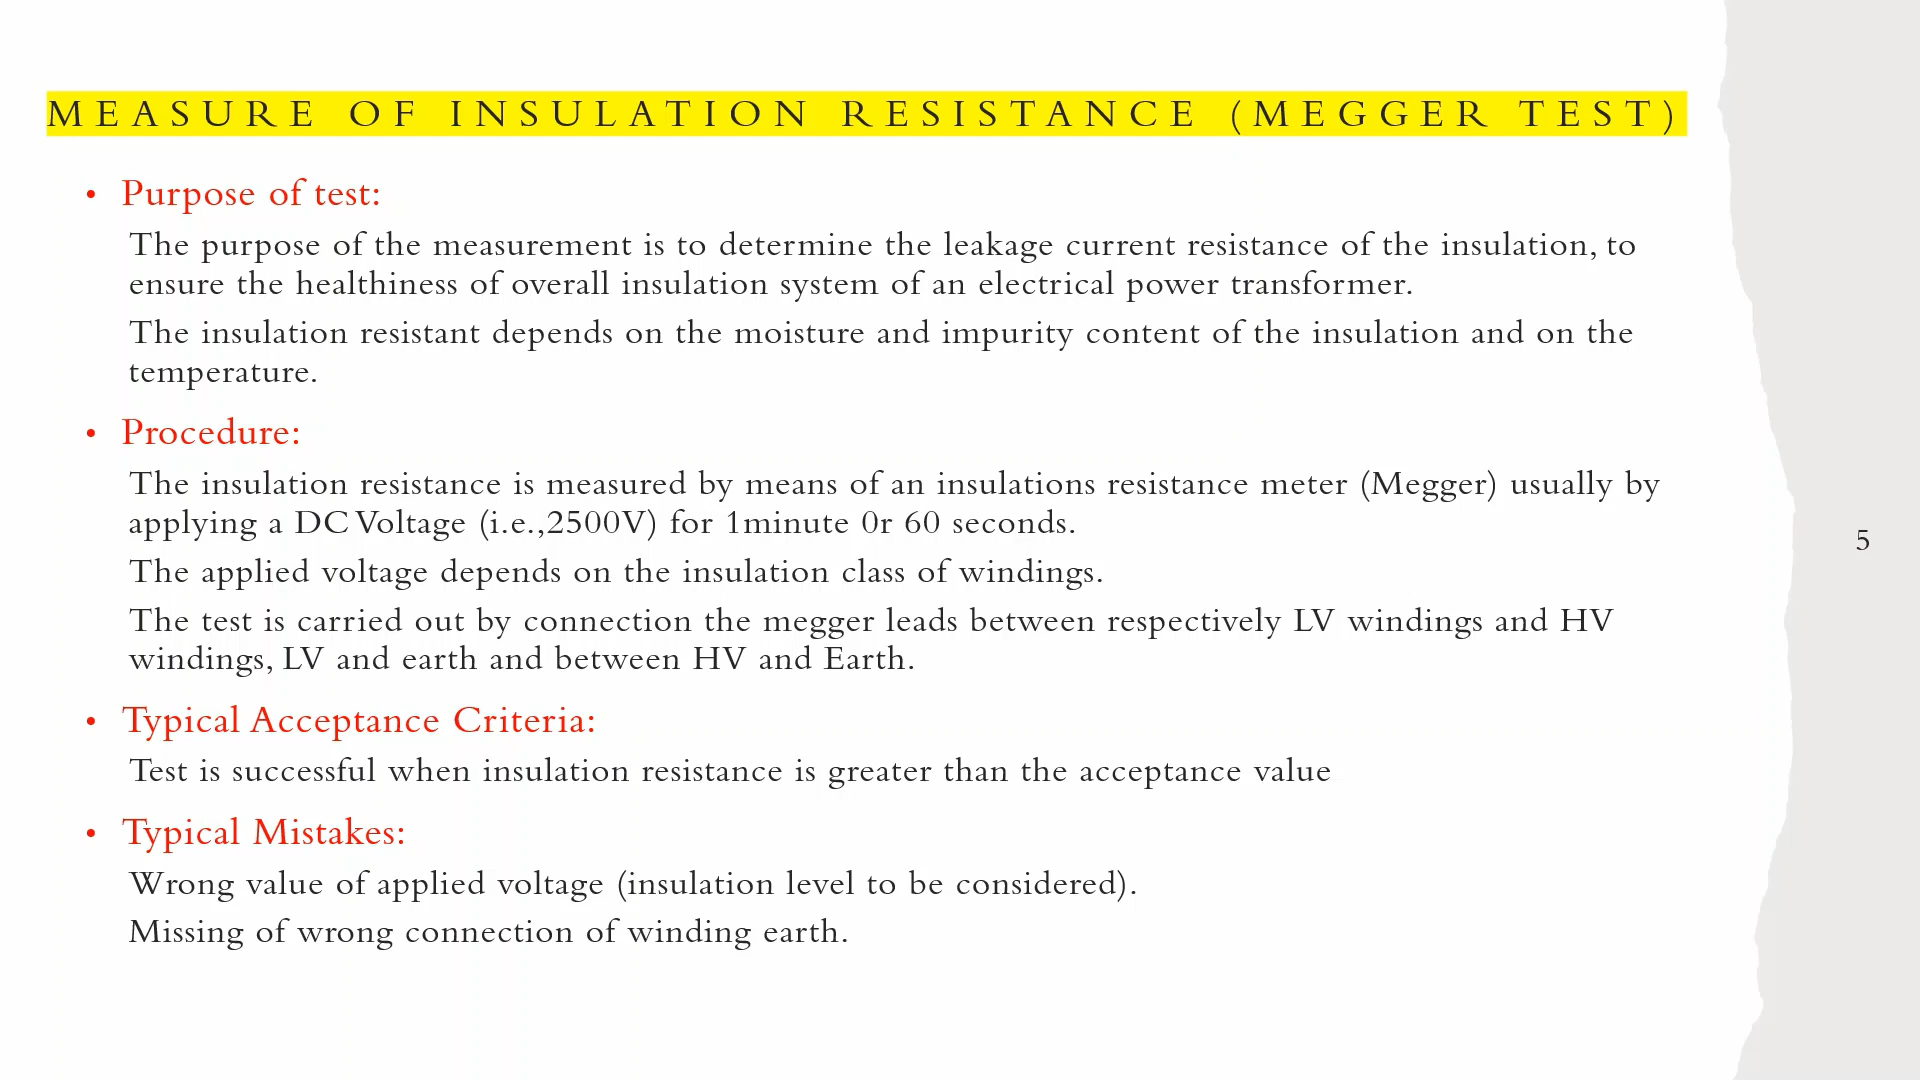 MEASURE OF INSULATION RESISTANCE (MEGGER TEST)
• Purpose of test:
The purpose of the measurement is to determine the leakage current resistance of the insulation, to
ensure the healthiness of overall insulation system of an electrical power transformer.
The insulation resistant depends on the moisture and impurity content of the insulation and on the
temperature.
• Procedure:
The insulation resistance is measured by means of an insulations resistance meter (Megger) usually by
applying a DC Voltage (i.e.,2500V) for 1minute 0r 60 seconds.
5
The applied voltage depends on the insulation class of windings.
The test is carried out by connection the megger leads between respectively LV windings and HV
windings, LV and earth and between HV and Earth.
• Typical Acceptance Criteria:
Test is successful when insulation resistance is greater than the acceptance value
• Typical Mistakes:
Wrong value of applied voltage (insulation level to be considered).
Missing of wrong connection of winding earth.